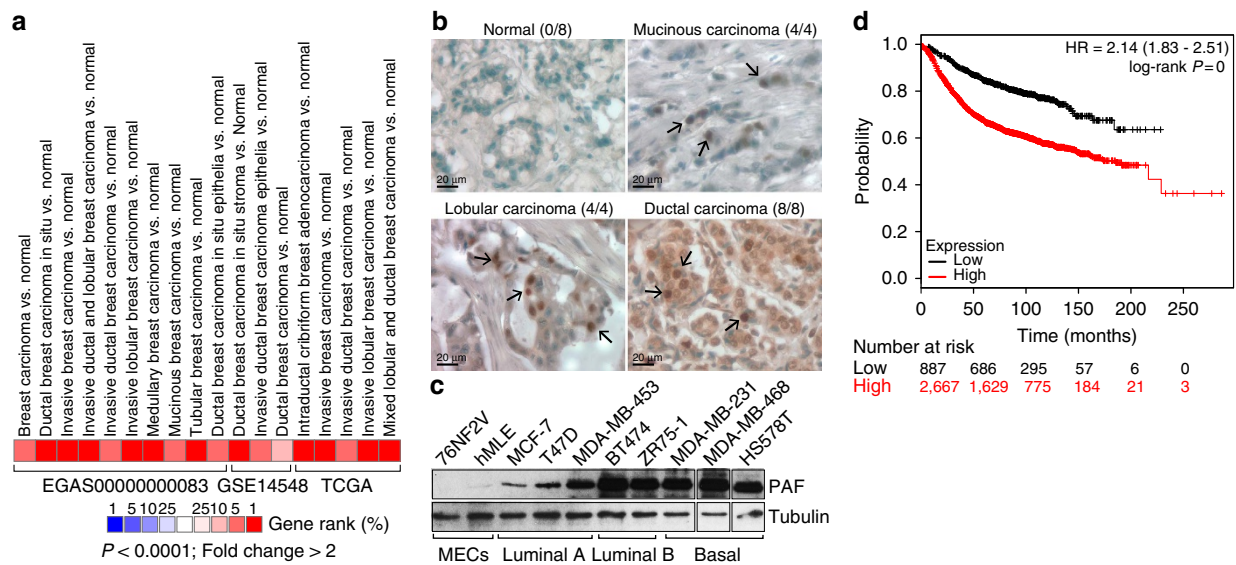 a
Breast carcinoma vs. normal
Ductal breast carcinoma in situ vs. normal
Invasive breast carcinoma vs. normal
Invasive ductal and lobular breast carcinoma vs. normal
Invasive ductal breast carcinoma vs. normal
Invasive lobular breast carcinoma vs. normal
Medullary breast carcinoma vs. normal
Mucinous breast carcinoma vs. normal
Tubular breast carcinoma vs. normal
Ductal breast carcinoma in situ epithelia vs. normal
Ductal breast carcinoma in situ stroma vs. Normal
Invasive ductal breast carcinoma epithelia vs. normal
Ductal breast carcinoma vs. normal
Intraductal cribriform breast adenocarcinoma vs. normal
Invasive breast carcinoma vs. normal
Invasive ductal breast carcinoma vs. normal
Invasive lobular breast carcinoma vs. normal
Mixed lobular and ductal breast carcinoma vs. normal
EGAS00000000083 GSE14548 TCGA
1 5 10 25 25 10 5 1
Gene rank (%)
P < 0.0001; Fold change > 2
b
Normal (0/8)
Mucinous carcinoma (4/4)
20 µm
20 µm
Lobular carcinoma (4/4)
Ductal carcinoma (8/8)
20 µm
20 µm
c
76NF2V
hMLE
MCF-7
T47D
MDA-MB-453
BT474
ZR75-1
MDA-MB-231
MDA-MB-468
HS578T
PAF
Tubulin
MECs Luminal A Luminal B Basal
d
HR = 2.14 (1.83 - 2.51)
log-rank P = 0
Probability
1.0
0.8
0.6
0.4
0.2
0.0
Expression
Low
High
0 50 100 150 200 250
Time (months)
Number at risk
Low 887 686 295 57 6 0
High 2,667 1,629 775 184 21 3